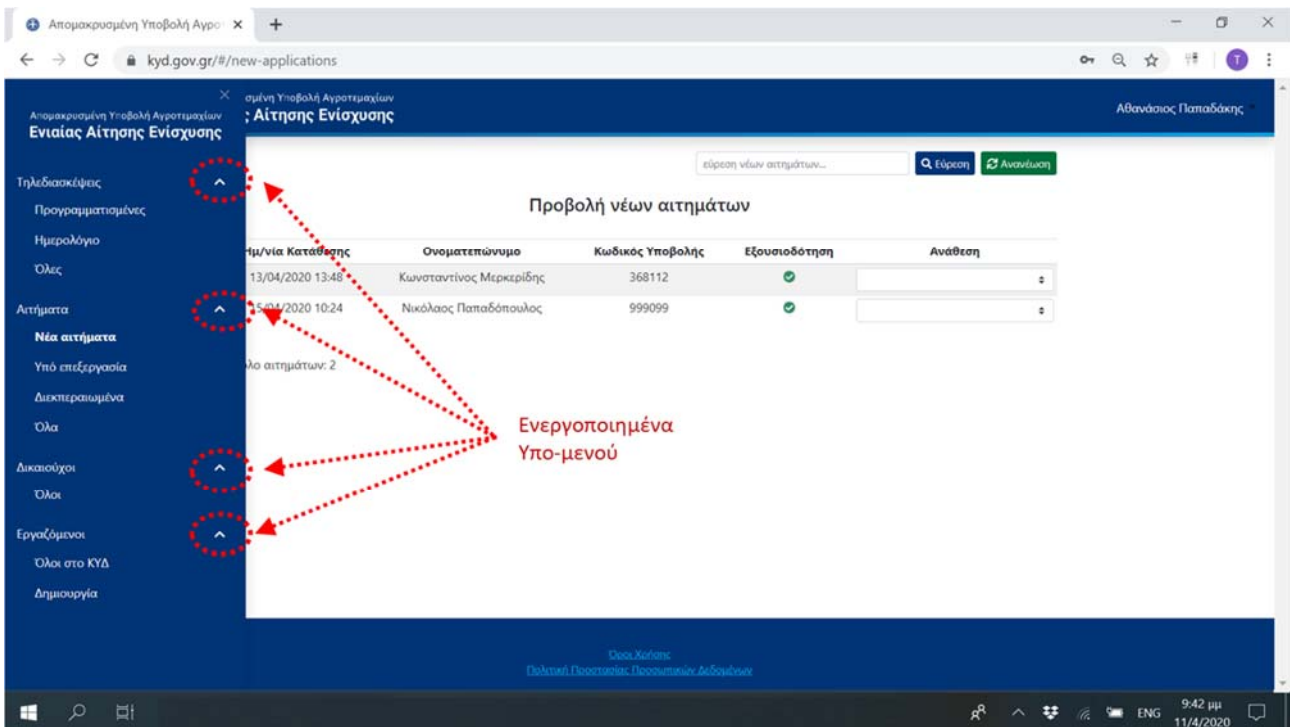 Απομακρυσμένη Υποβολή Αγρο
kyd.gov.gr/#/new-applications
T
Απομακρυσμένη Υποβολή Αγροτεμαχίων
Ενιαίας Αίτησης Ενίσχυσης
σμένη Υποβολή Αγροτεμαχίων
ς Αίτησης Ενίσχυσης
Αθανάσιος Παπαδάκης
εύρεση νέων αιτημάτων...
Εύρεση
Ανανέωση
Τηλεδιασκέψεις
Προγραμματισμένες
Ημερολόγιο
Όλες
Αιτήματα
Νέα αιτήματα
Υπό επεξεργασία
Διεκπεραιωμένα
Όλα
Δικαιούχοι
Όλοι
Εργαζόμενοι
Όλοι στο ΚΥΔ
Δημιουργία
Προβολή νέων αιτημάτων
Ημ/νία Κατάθεσης Ονοματεπώνυμο Κωδικός Υποβολής Εξουσιοδότηση Ανάθεση
13/04/2020 13:48 Κωνσταντίνος Μερκερίδης 368112
15/04/2020 10:24 Νικόλαος Παπαδόπουλος 999099
λο αιτημάτων: 2
Ενεργοποιημένα
Υπο-μενού
Όροι Χρήσης
Πολιτική Προστασίας Προσωπικών Δεδομένων
ENG
9:42 μμ
11/4/2020